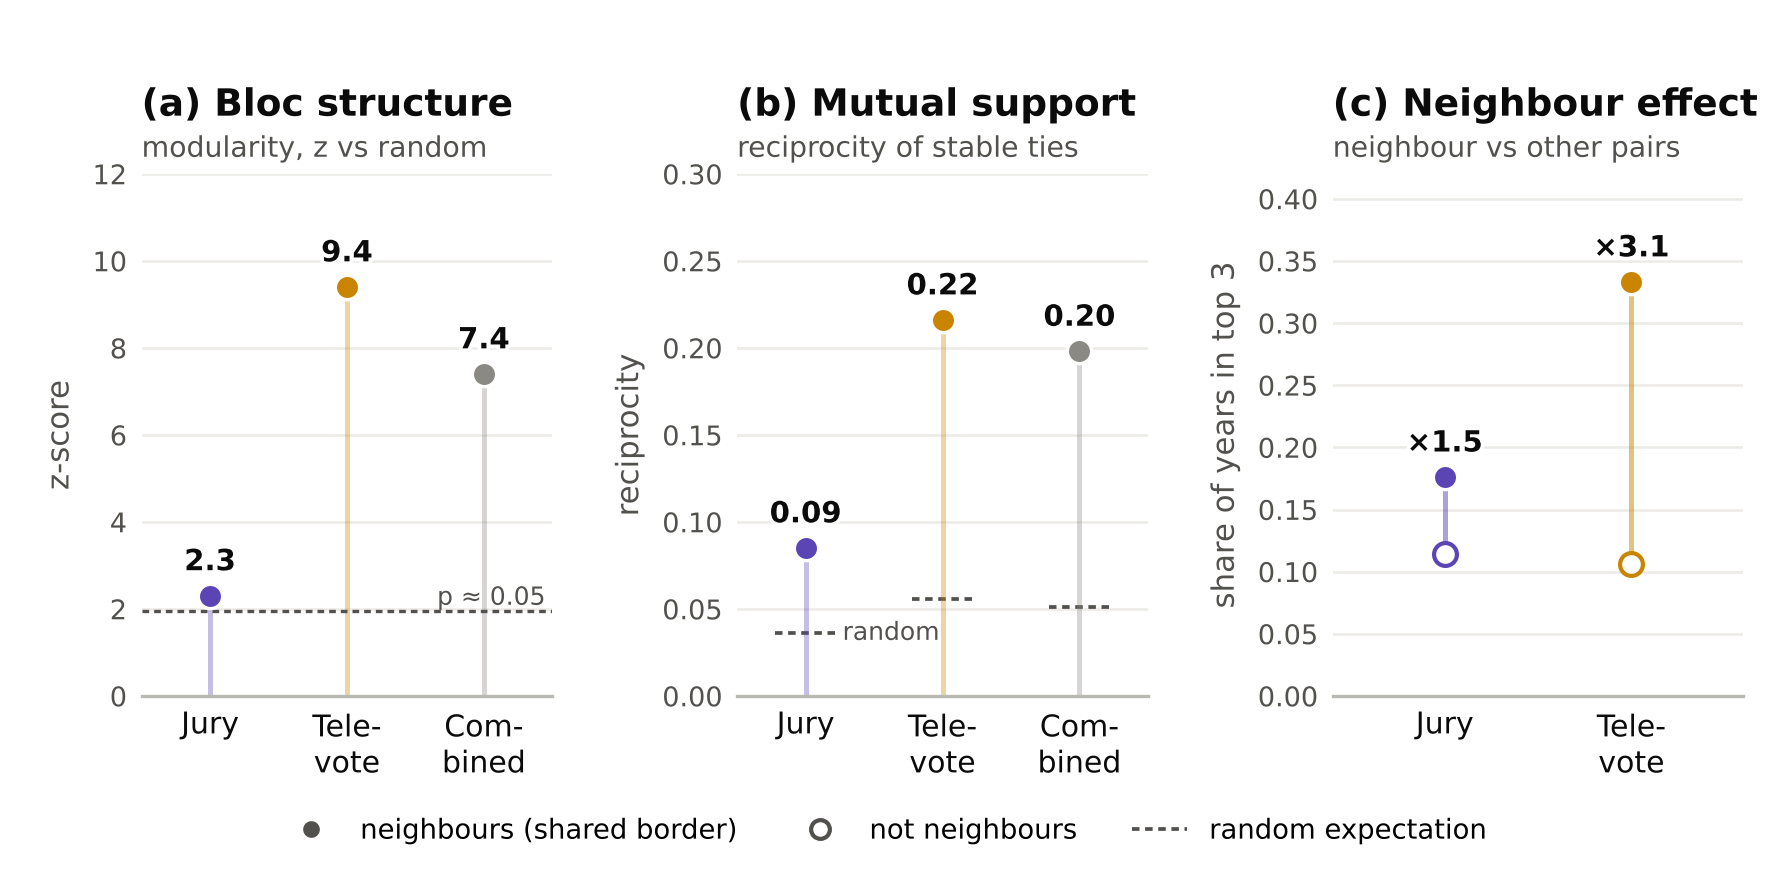 (a) Bloc structure
modularity, z vs random
12
10
8
6
4
2
0
z-score
9.4
7.4
2.3
p ≈ 0.05
Jury
Tele-
vote
Com-
bined
(b) Mutual support
reciprocity of stable ties
0.30
0.25
0.20
0.15
0.10
0.05
0.00
reciprocity
0.22
0.20
0.09
random
Jury
Tele-
vote
Com-
bined
(c) Neighbour effect
neighbour vs other pairs
0.40
0.35
0.30
0.25
0.20
0.15
0.10
0.05
0.00
share of years in top 3
×3.1
×1.5
Jury
Tele-
vote
neighbours (shared border)
not neighbours
random expectation